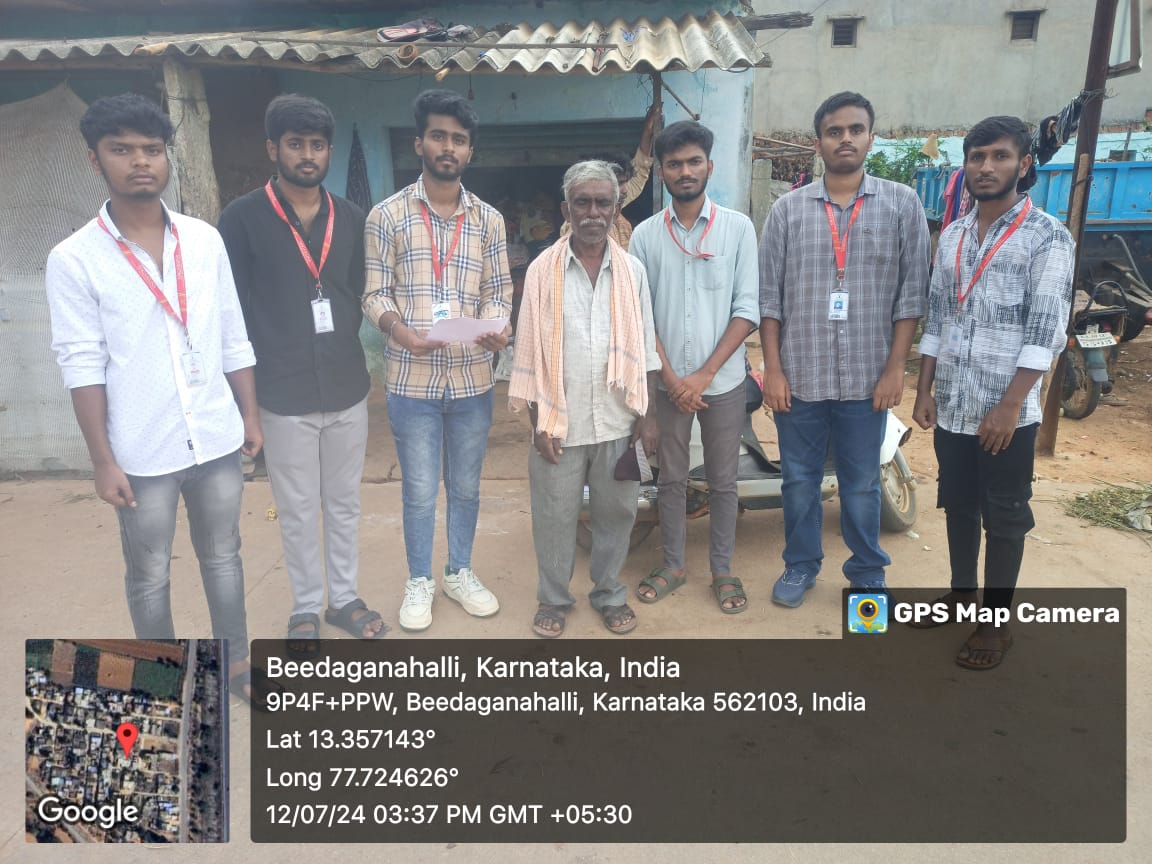 GPS Map Camera
Beedaganahalli, Karnataka, India
9P4F+PPW, Beedaganahalli, Karnataka 562103, India
Lat 13.357143°
Long 77.724626°
12/07/24 03:37 PM GMT +05:30
Google